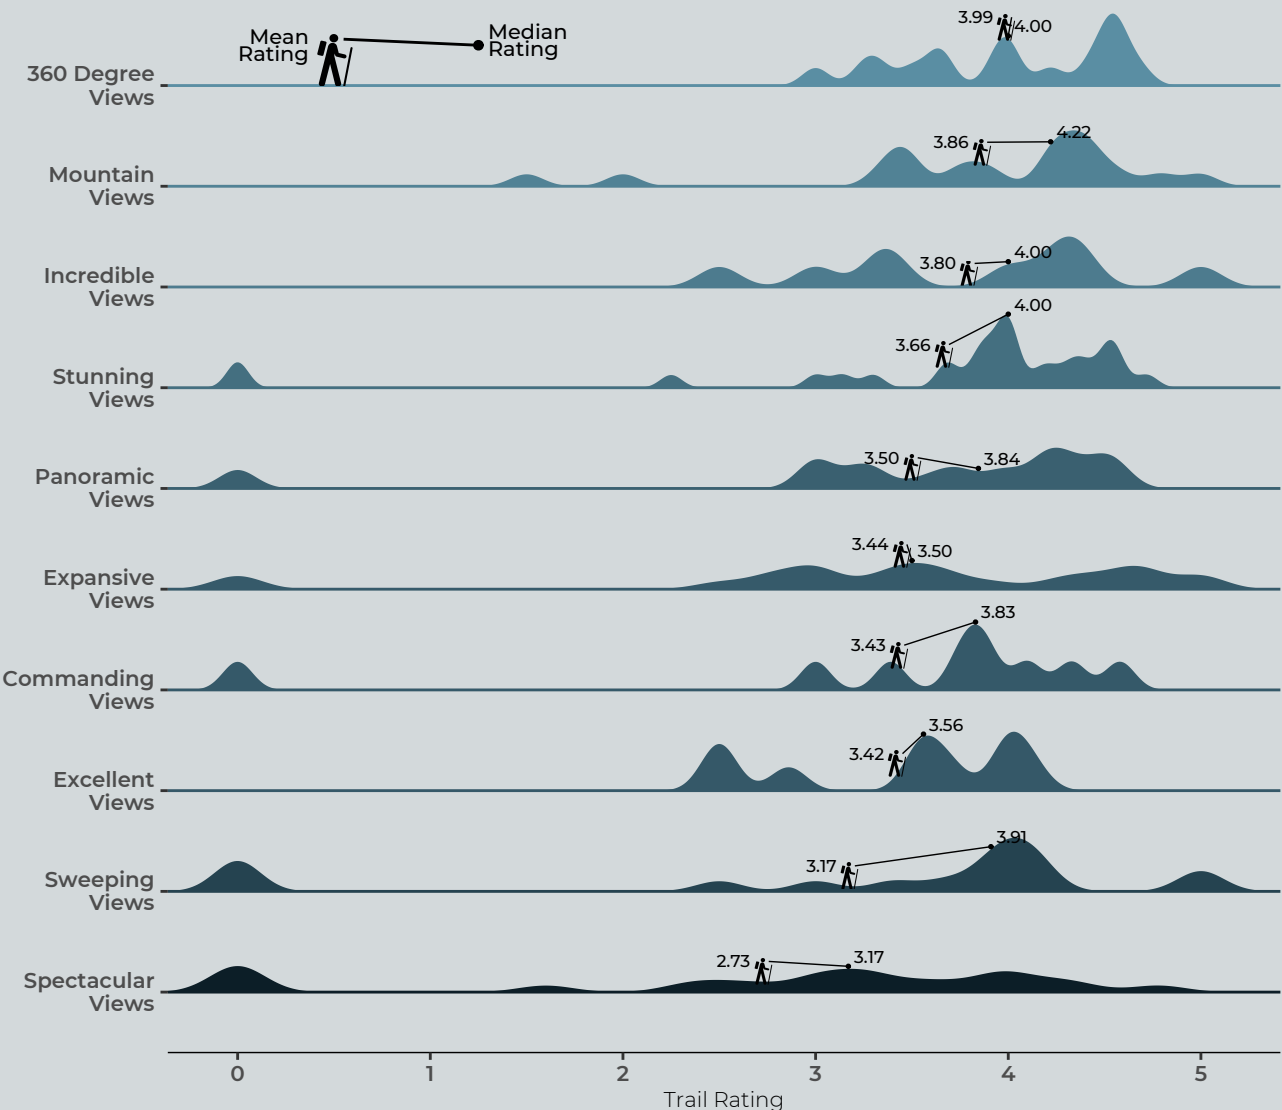 Mean
Rating
Median
Rating
3.99
4.00
360 Degree
Views
3.86
4.22
Mountain
Views
3.80
4.00
Incredible
Views
3.66
4.00
Stunning
Views
3.50
3.84
Panoramic
Views
3.44
3.50
Expansive
Views
3.43
3.83
Commanding
Views
3.42
3.56
Excellent
Views
3.17
3.91
Sweeping
Views
2.73
3.17
Spectacular
Views
0 1 2 3 4 5
Trail Rating